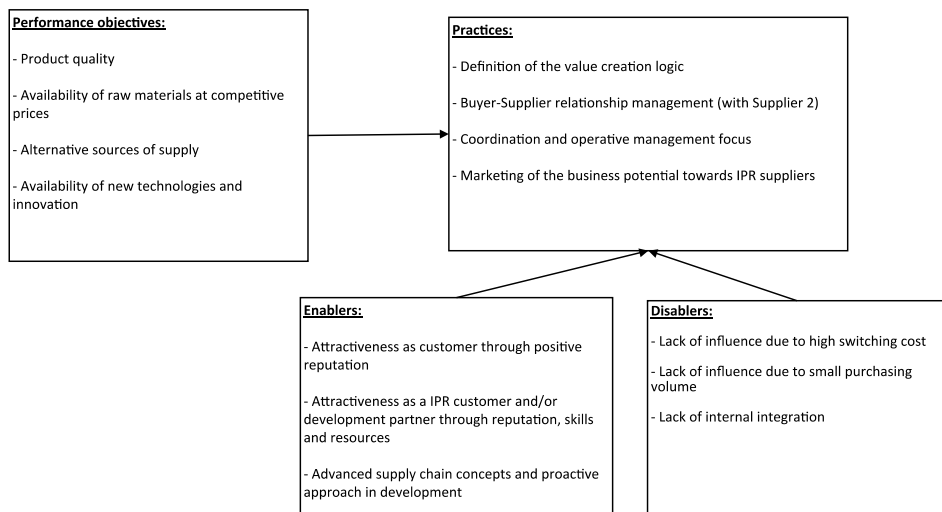 Performance objectives:
- Product quality
- Availability of raw materials at competitive
prices
- Alternative sources of supply
- Availability of new technologies and
innovation
Practices:
- Definition of the value creation logic
- Buyer-Supplier relationship management (with Supplier 2)
- Coordination and operative management focus
- Marketing of the business potential towards IPR suppliers
Enablers:
- Attractiveness as customer through positive
reputation
- Attractiveness as a IPR customer and/or
development partner through reputation, skills
and resources
- Advanced supply chain concepts and proactive
approach in development
Disablers:
- Lack of influence due to high switching cost
- Lack of influence due to small purchasing
volume
- Lack of internal integration